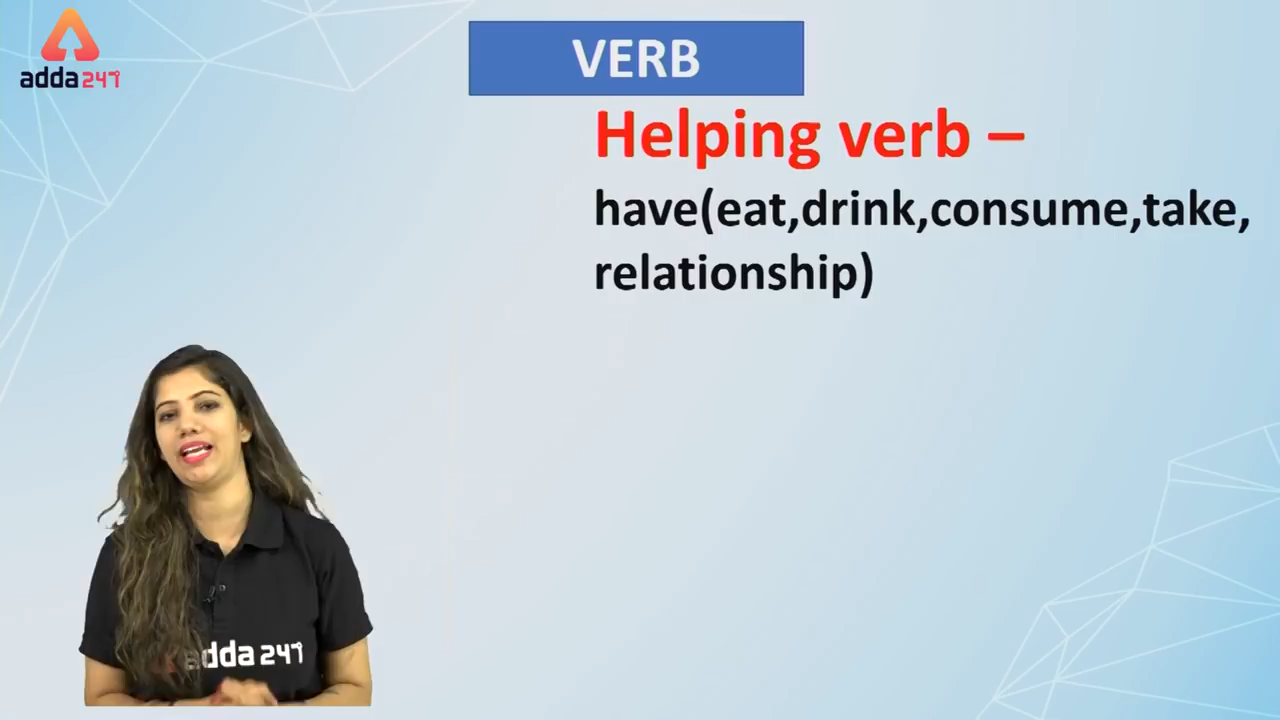 adda247
VERB
Helping verb –
have(eat,drink,consume,take,
relationship)
adda247